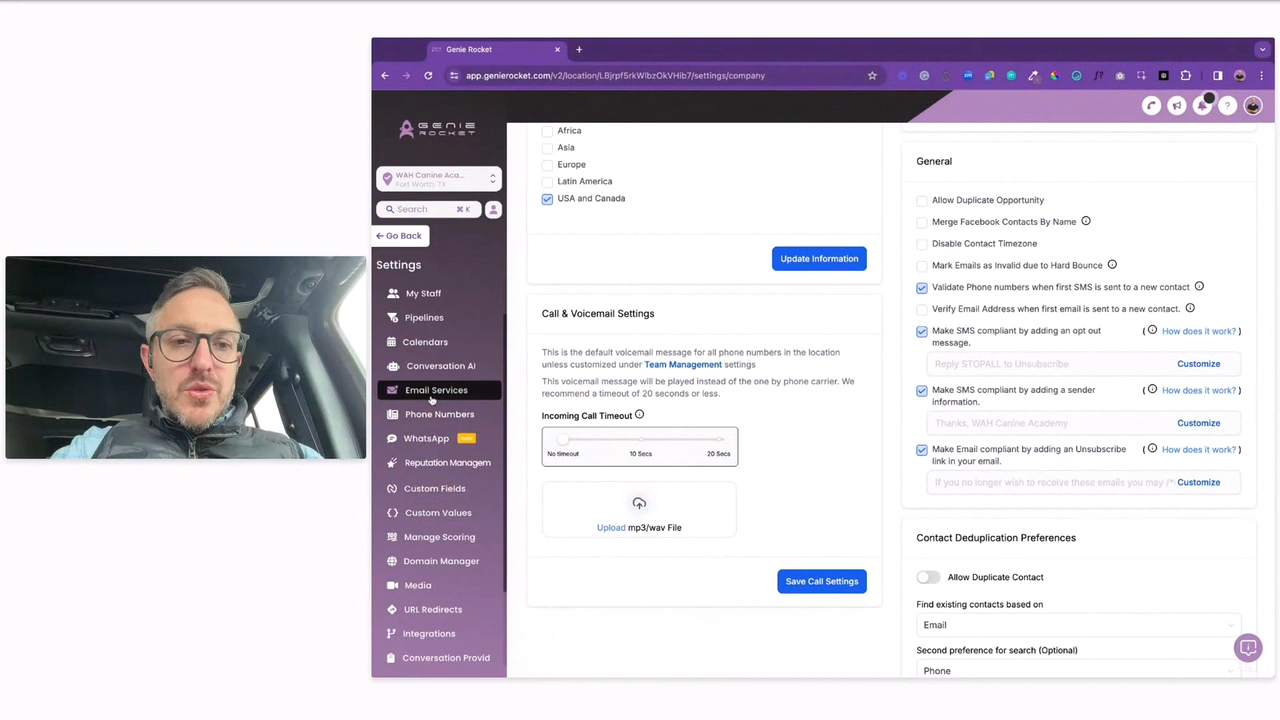 Genie Rocket
app.genierocket.com/v2/location/LBjrpf5rkWlbzOkVHib7/settings/company
GENIE
ROCKET
WAH Canine Aca...
Fort Worth, TX
Search
⌘ K
Go Back
Settings
My Staff
Pipelines
Calendars
Conversation AI
Email Services
Phone Numbers
WhatsApp
beta
Reputation Managem
Custom Fields
Custom Values
Manage Scoring
Domain Manager
Media
URL Redirects
Integrations
Conversation Provid
Africa
Asia
Europe
Latin America
USA and Canada
Update Information
Call & Voicemail Settings
This is the default voicemail message for all phone numbers in the location
unless customized under Team Management settings
This voicemail message will be played instead of the one by phone carrier. We
recommend a timeout of 20 seconds or less.
Incoming Call Timeout
No timeout 10 Secs 20 Secs
Upload mp3/wav File
Save Call Settings
General
Allow Duplicate Opportunity
Merge Facebook Contacts By Name
Disable Contact Timezone
Mark Emails as Invalid due to Hard Bounce
Validate Phone numbers when first SMS is sent to a new contact
Verify Email Address when first email is sent to a new contact.
Make SMS compliant by adding an opt out
message.
( How does it work? )
Reply STOPALL to Unsubscribe
Customize
Make SMS compliant by adding a sender
information.
( How does it work? )
Thanks, WAH Canine Academy
Customize
Make Email compliant by adding an Unsubscribe
link in your email.
( How does it work? )
If you no longer wish to receive these emails you may /*
Customize
Contact Deduplication Preferences
Allow Duplicate Contact
Find existing contacts based on
Email
Second preference for search (Optional)
Phone